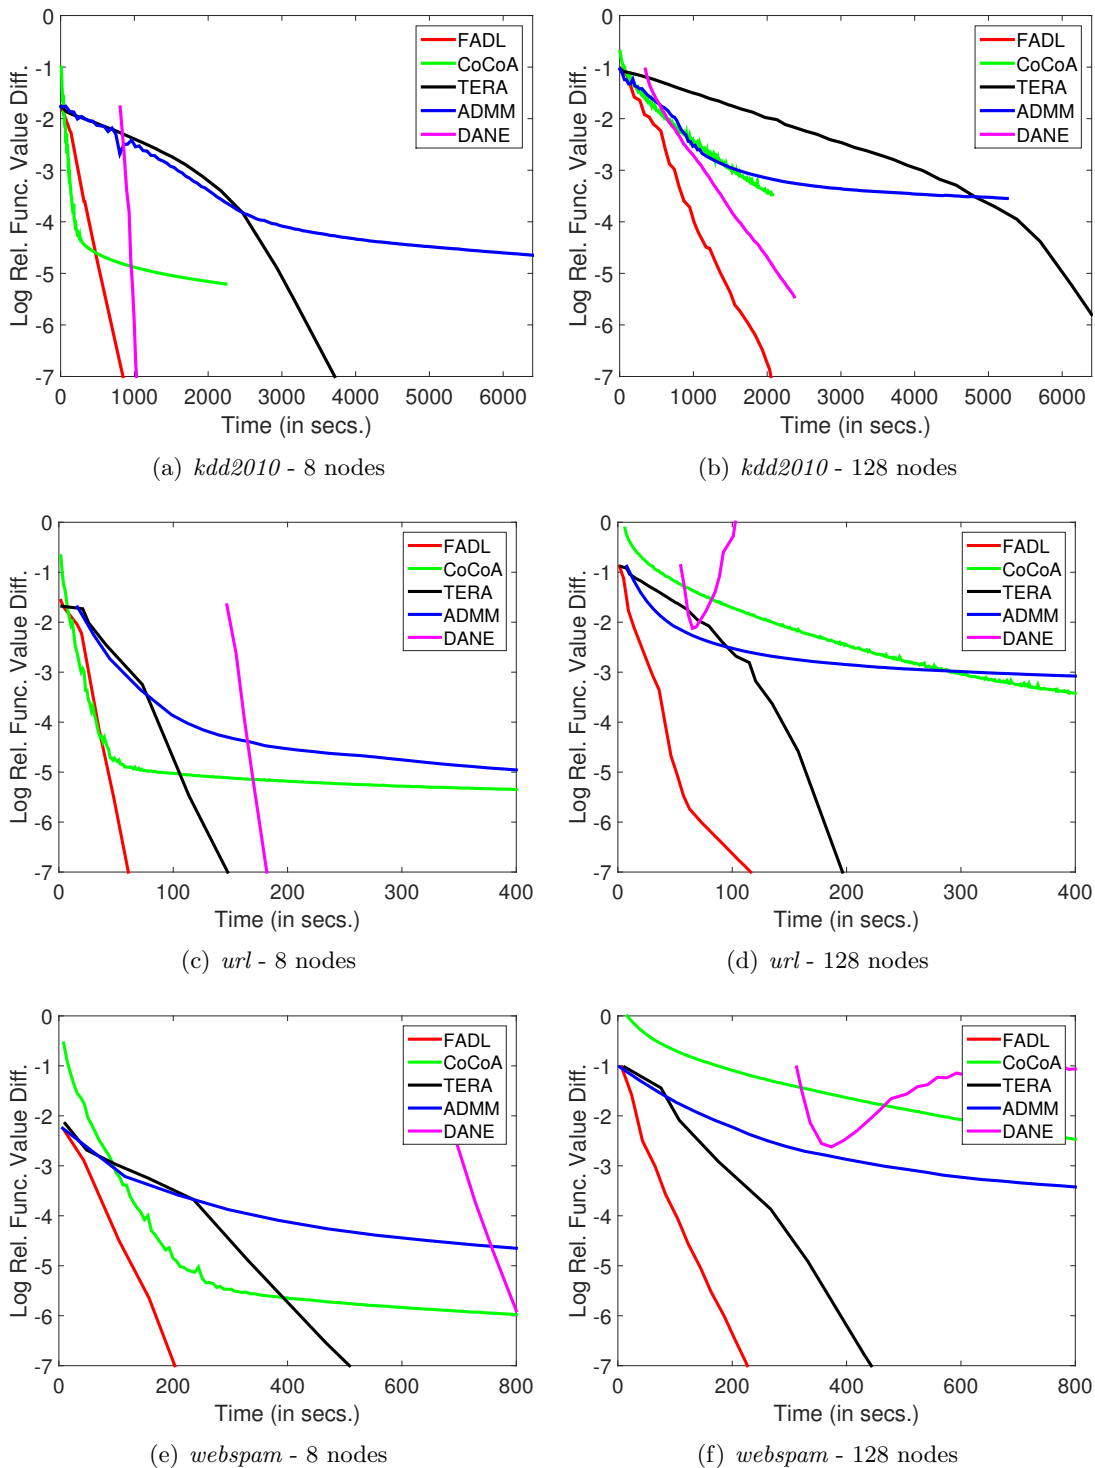 0
-1
-2
-3
-4
-5
-6
-7
Log Rel. Func. Value Diff.
FADL
CoCoA
TERA
ADMM
DANE
0 1000 2000 3000 4000 5000 6000
Time (in secs.)
(a) kdd2010 - 8 nodes
0
-1
-2
-3
-4
-5
-6
-7
Log Rel. Func. Value Diff.
FADL
CoCoA
TERA
ADMM
DANE
0 1000 2000 3000 4000 5000 6000
Time (in secs.)
(b) kdd2010 - 128 nodes
0
-1
-2
-3
-4
-5
-6
-7
Log Rel. Func. Value Diff.
FADL
CoCoA
TERA
ADMM
DANE
0 100 200 300 400
Time (in secs.)
(c) url - 8 nodes
0
-1
-2
-3
-4
-5
-6
-7
Log Rel. Func. Value Diff.
FADL
CoCoA
TERA
ADMM
DANE
0 100 200 300 400
Time (in secs.)
(d) url - 128 nodes
0
-1
-2
-3
-4
-5
-6
-7
Log Rel. Func. Value Diff.
FADL
CoCoA
TERA
ADMM
DANE
0 200 400 600 800
Time (in secs.)
(e) webspam - 8 nodes
0
-1
-2
-3
-4
-5
-6
-7
Log Rel. Func. Value Diff.
FADL
CoCoA
TERA
ADMM
DANE
0 200 400 600 800
Time (in secs.)
(f) webspam - 128 nodes